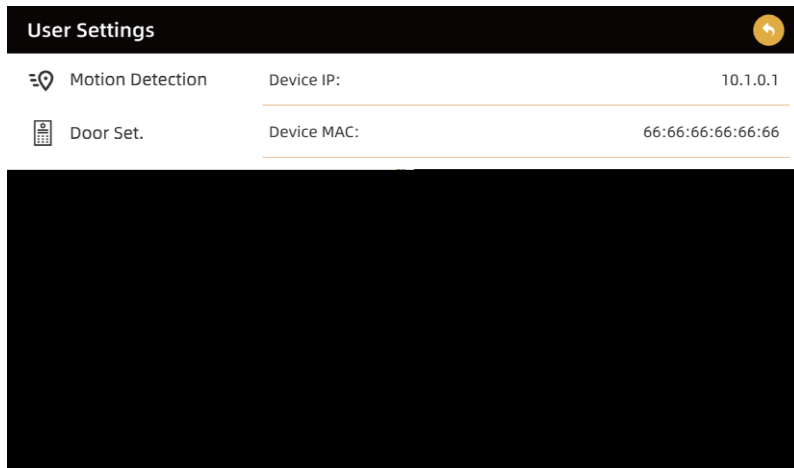 User Settings
Motion Detection
Device IP: 10.1.0.1
Door Set.
Device MAC: 66:66:66:66:66:66